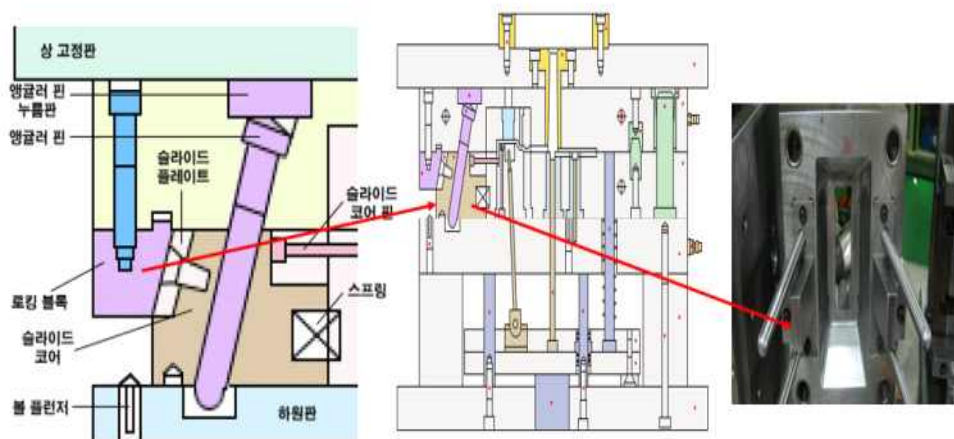 상 고정판
앵귤러 핀
누름판
앵귤러 핀
슬라이드
플레이트
슬라이드
코어 핀
로킹 블록
스프링
슬라이드
코어
볼 플런저
하원판